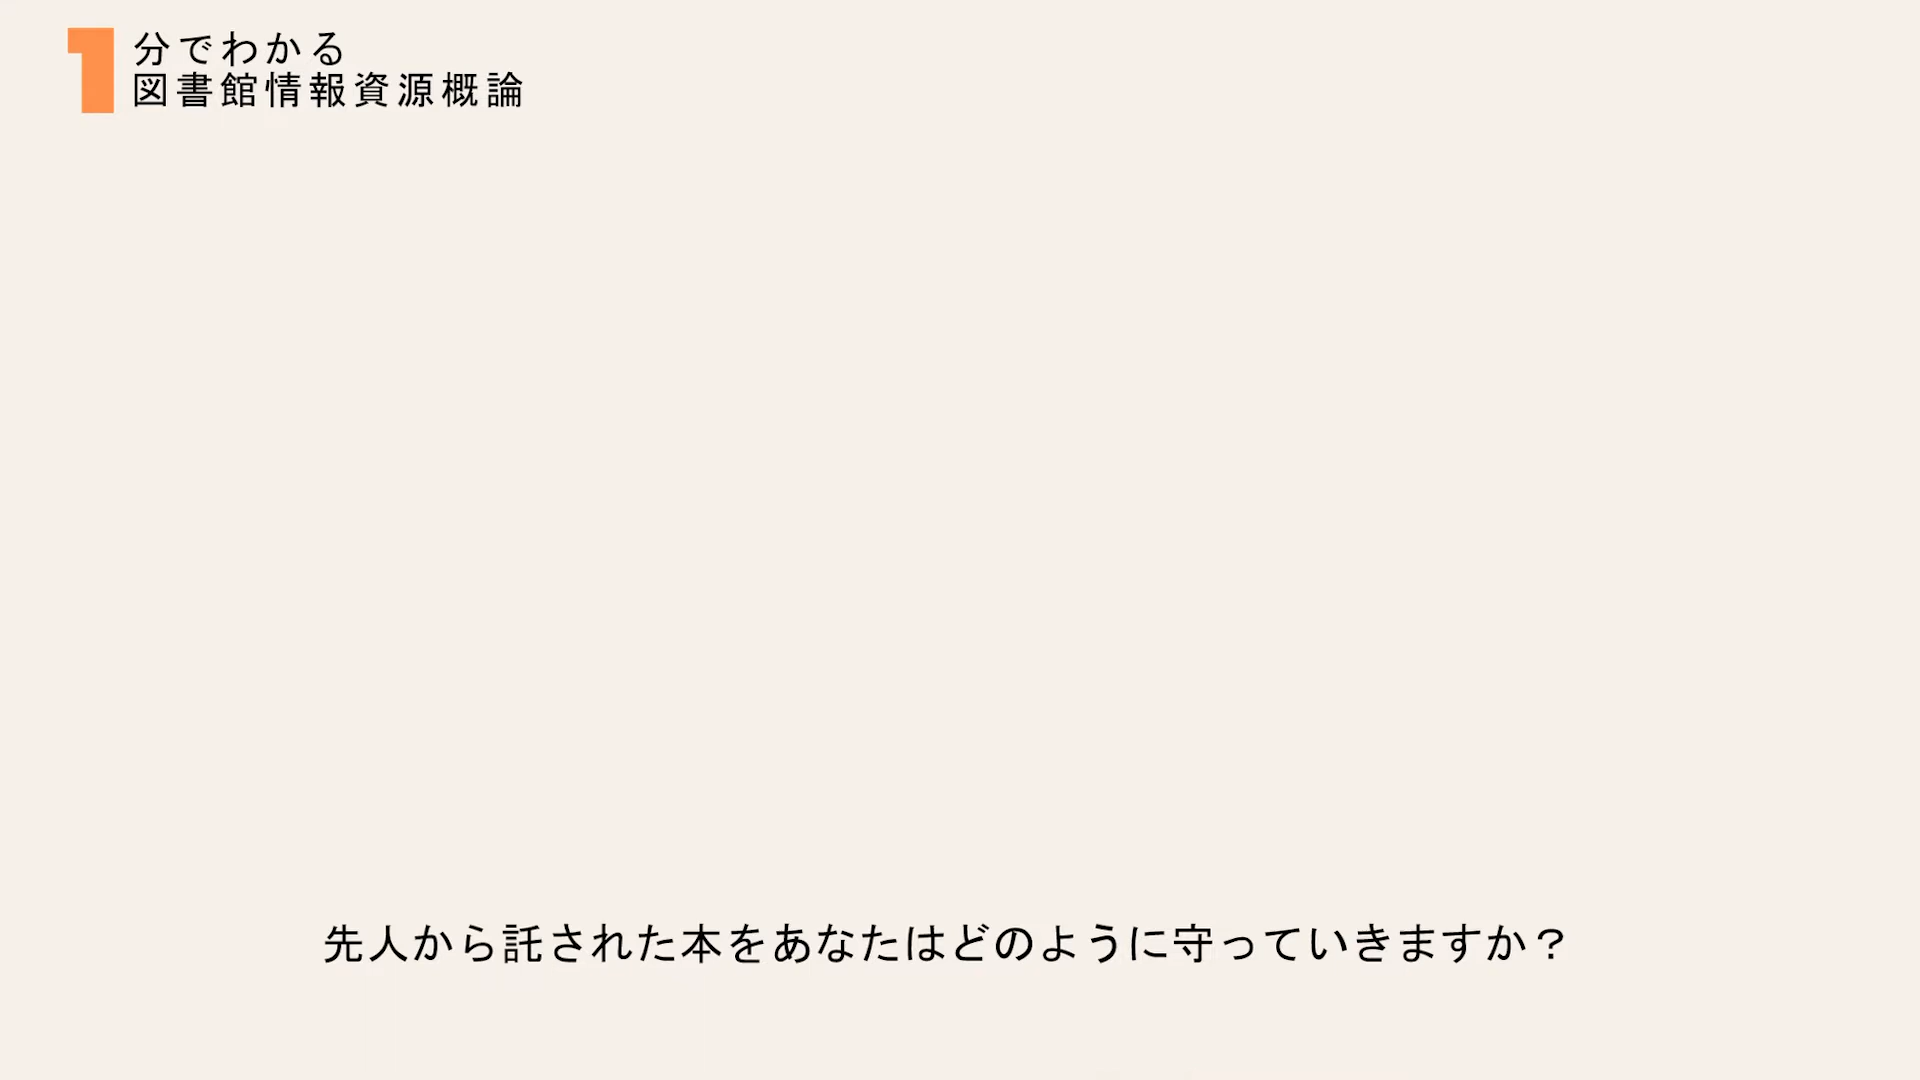 1分でわかる
図書館情報資源概論
先人から託された本をあなたはどのように守っていきますか？